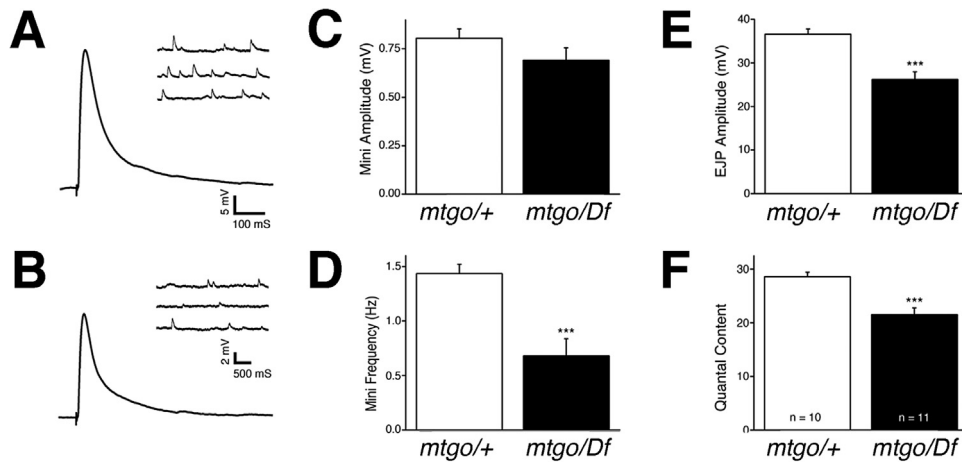 A
5 mV
100 mS
B
2 mV
500 mS
C
Mini Amplitude (mV)
0.75
0.50
0.25
0.00
mtgo/+ mtgo/Df
D
Mini Frequency (Hz)
1.5
1.0
0.5
0.0
***
mtgo/+ mtgo/Df
E
EJP Amplitude (mV)
40
30
20
10
0
***
mtgo/+ mtgo/Df
F
Quantal Content
30
20
10
0
***
n = 10 n = 11
mtgo/+ mtgo/Df